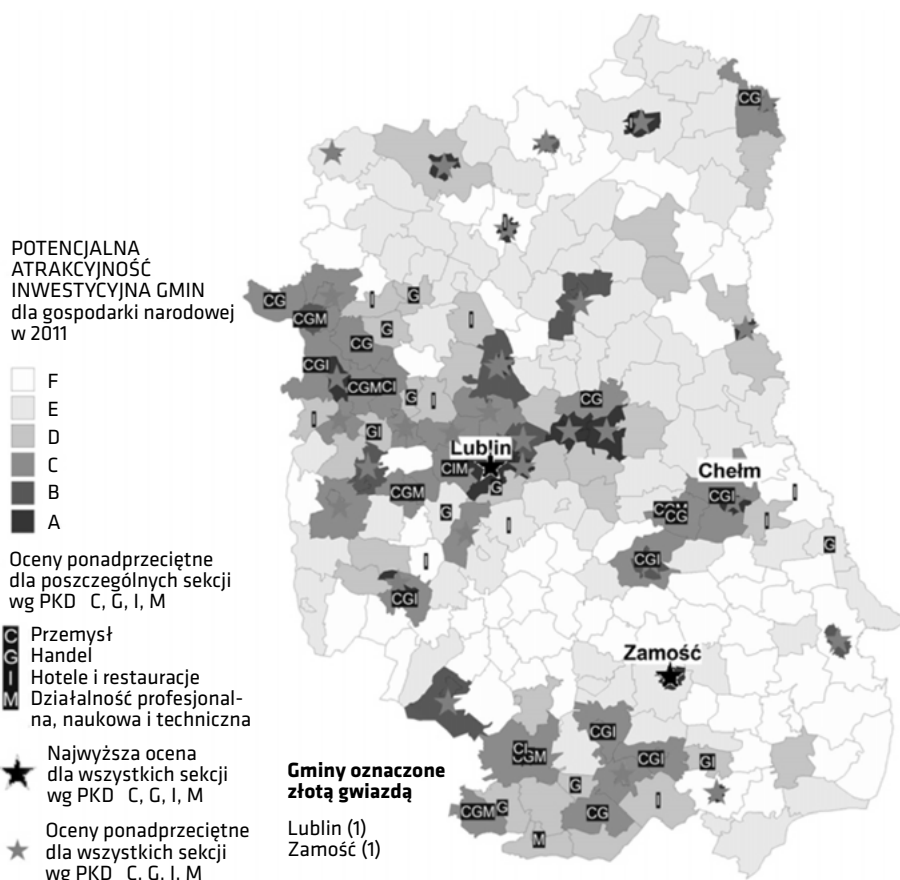 POTENCJALNA
ATRAKCYJNOŚĆ
INWESTYCYJNA GMIN
dla gospodarki narodowej
w 2011
F
E
D
C
B
A
Oceny ponadprzeciętne
dla poszczególnych sekcji
wg PKD C, G, I, M
C Przemysł
G Handel
I Hotele i restauracje
M Działalność profesjonal-
na, naukowa i techniczna
Najwyższa ocena
dla wszystkich sekcji
wg PKD C, G, I, M
Oceny ponadprzeciętne
dla wszystkich sekcji
wg PKD C, G, I, M
Gminy oznaczone
złotą gwiazdą
Lublin (1)
Zamość (1)
CG
I
I
CG
I
G
CGM
G
I
CG
CGI
CGMCI
G
I
CG
I
GI
Lublin
CIM
Chełm
CGM
G
CGI
I
G
I
CG
I
G
I
CGI
CGI
Zamość
CGI
CI
CGM
CGI
GI
G
I
CGM
G
CG
M